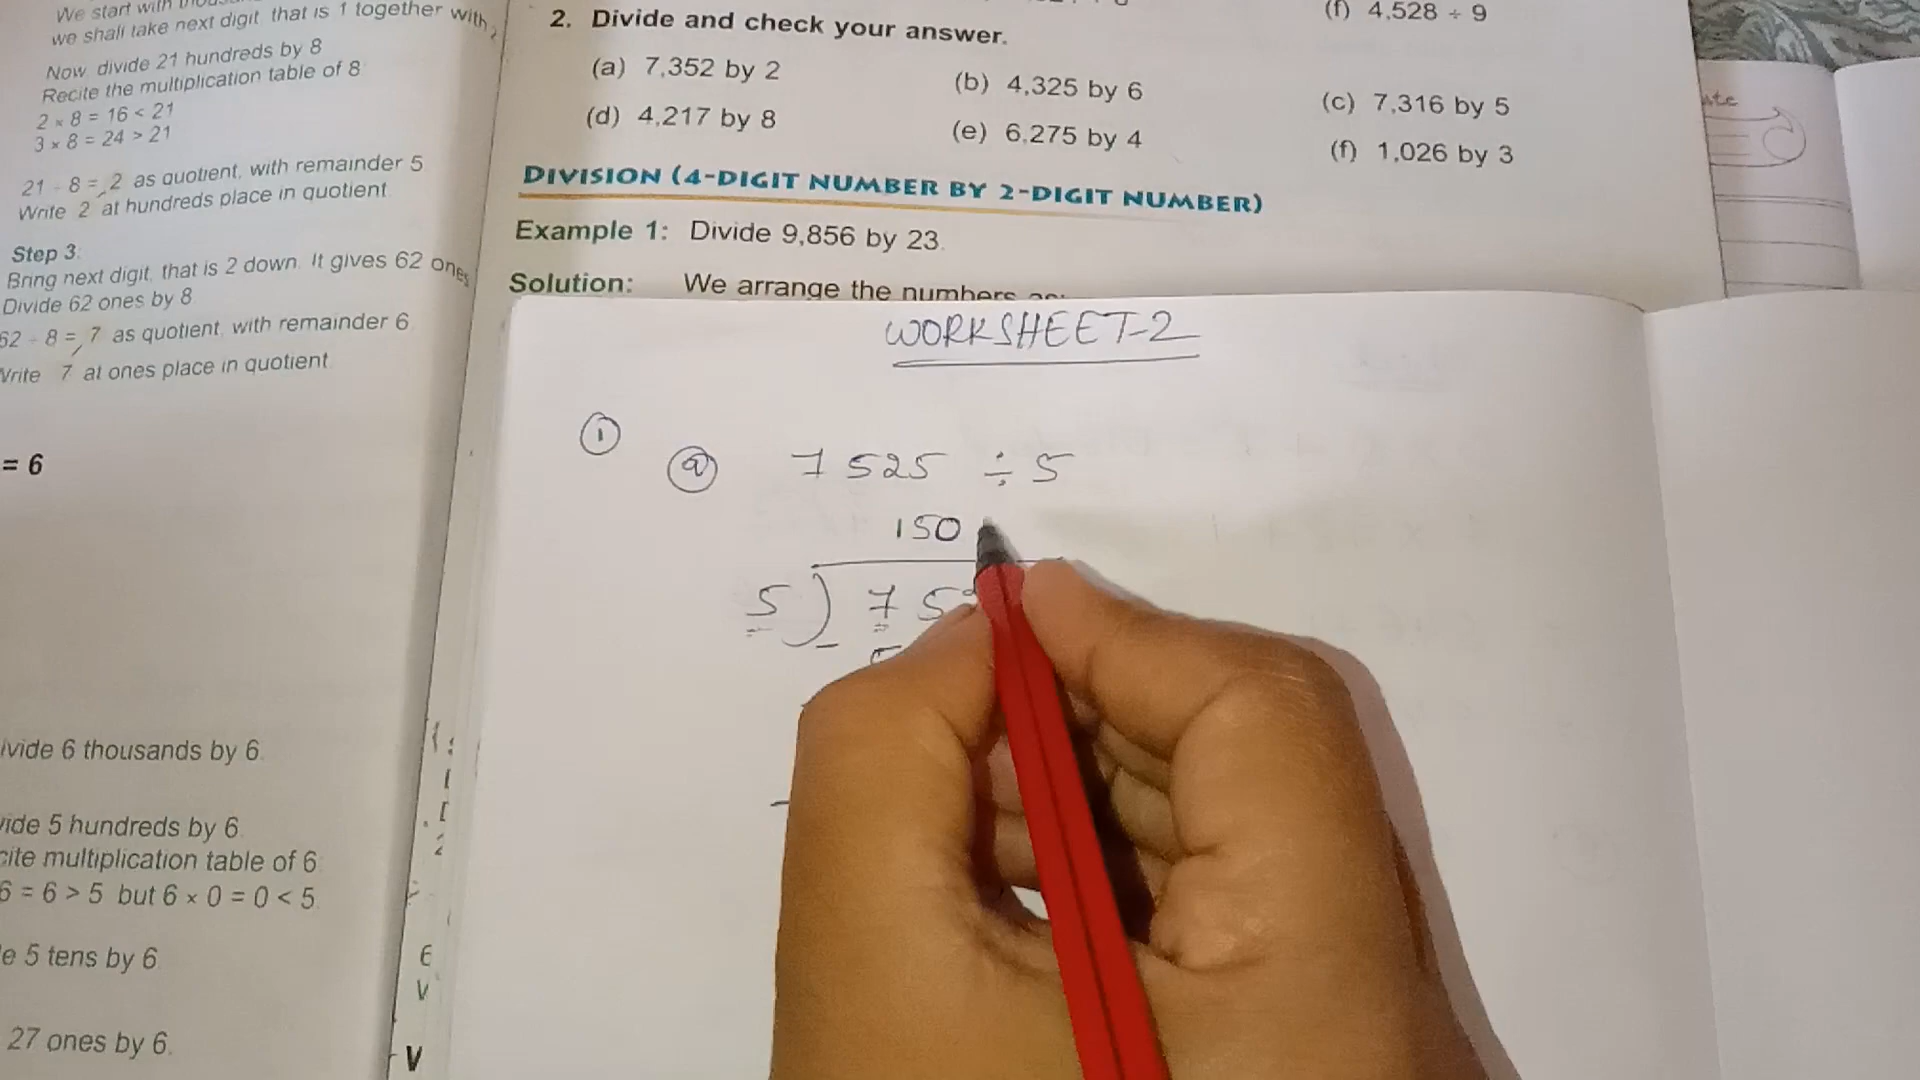 We start with
we shall take next digit, that is 1 together with
Now, divide 21 hundreds by 8
Recite the multiplication table of 8
2 × 8 = 16 < 21
3 × 8 = 24 > 21
21 ÷ 8 = 2 as quotient, with remainder 5
Write 2 at hundreds place in quotient
Step 3:
Bring next digit, that is 2 down. It gives 62 ones
Divide 62 ones by 8
62 ÷ 8 = 7 as quotient, with remainder 6
Write 7 at ones place in quotient
= 6
ivide 6 thousands by 6.
vide 5 hundreds by 6.
cite multiplication table of 6
6 = 6 > 5 but 6 × 0 = 0 < 5.
e 5 tens by 6
27 ones by 6.
(f) 4,528 ÷ 9
2. Divide and check your answer.
(a) 7,352 by 2 (b) 4,325 by 6 (c) 7,316 by 5
(d) 4,217 by 8 (e) 6,275 by 4 (f) 1,026 by 3
DIVISION (4-DIGIT NUMBER BY 2-DIGIT NUMBER)
Example 1: Divide 9,856 by 23.
Solution: We arrange the numbers as:
WORKSHEET-2
1
a 7525 ÷ 5
150
5) 75